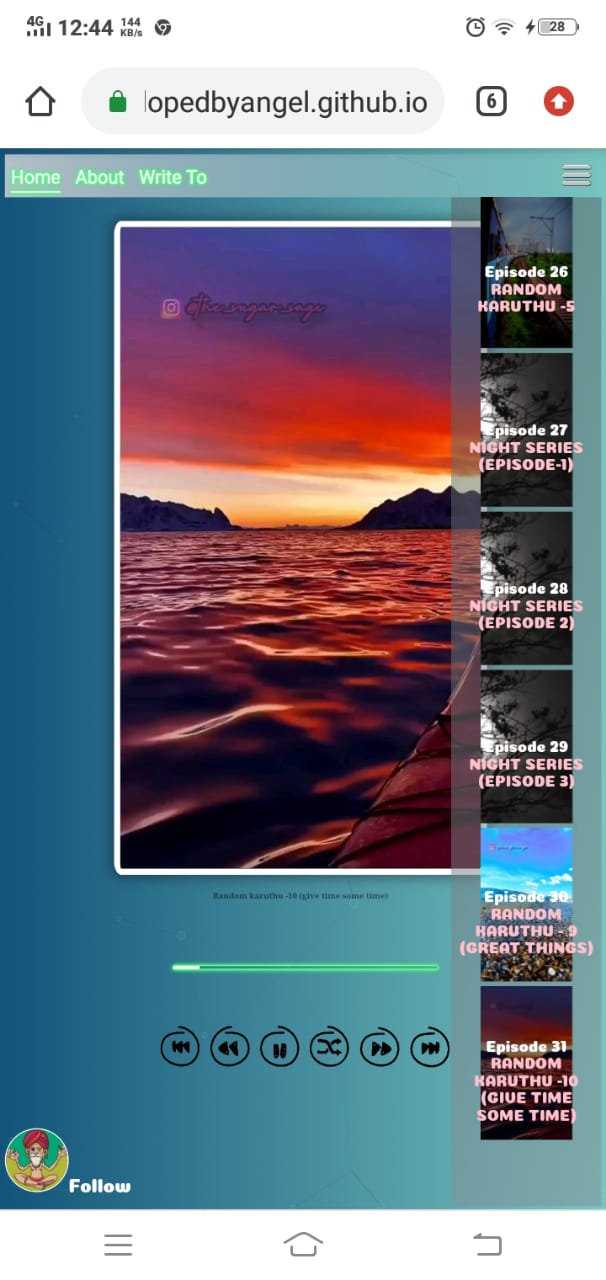 4G 12:44 144 KB/s 28
lopedbyangel.github.io 6
Home About Write To
@the_sugar_sage
Episode 26
RANDOM
KARUTHU -5
Episode 27
NIGHT SERIES
(EPISODE-1)
Episode 28
NIGHT SERIES
(EPISODE 2)
Episode 29
NIGHT SERIES
(EPISODE 3)
Episode 30
RANDOM
KARUTHU - 9
(GREAT THINGS)
Episode 31
RANDOM
KARUTHU -10
(GIVE TIME
SOME TIME)
Random karuthu -10 (give time some time)
Follow